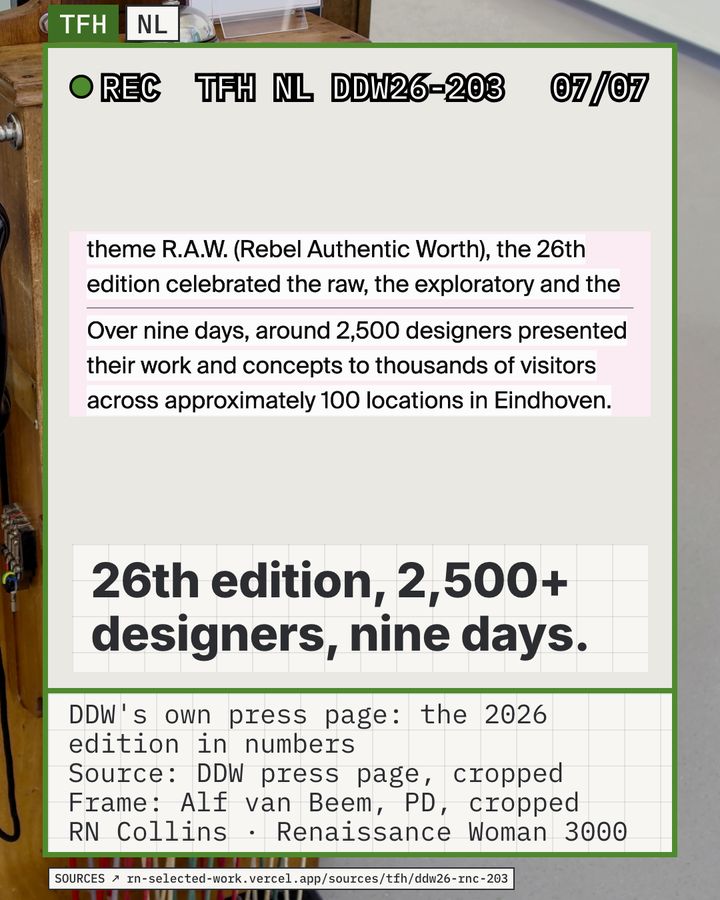 TFH NL
REC TFH NL DDW26-203 07/07
theme R.A.W. (Rebel Authentic Worth), the 26th
edition celebrated the raw, the exploratory and the
Over nine days, around 2,500 designers presented
their work and concepts to thousands of visitors
across approximately 100 locations in Eindhoven.
26th edition, 2,500+
designers, nine days.
DDW's own press page: the 2026
edition in numbers
Source: DDW press page, cropped
Frame: Alf van Beem, PD, cropped
RN Collins · Renaissance Woman 3000
SOURCES ↗ rn-selected-work.vercel.app/sources/tfh/ddw26-rnc-203